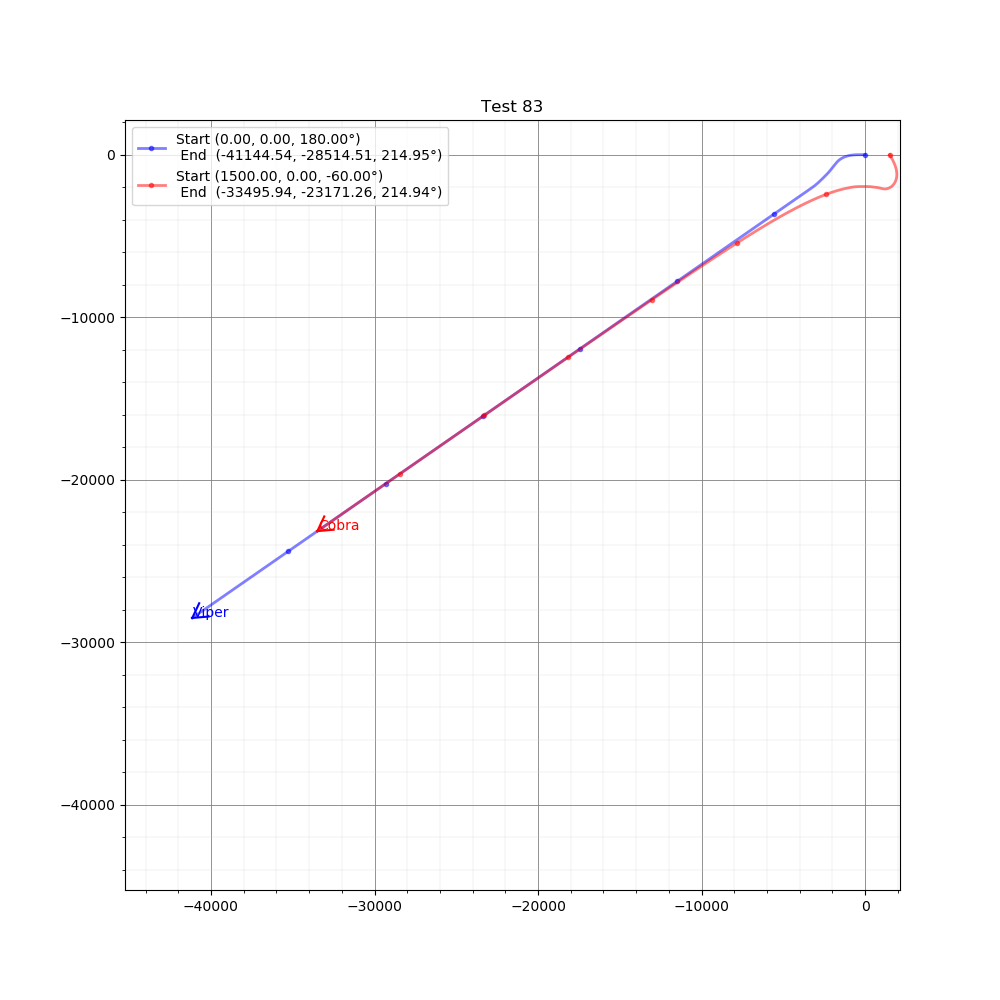 Test 83
Start (0.00, 0.00, 180.00°)
End (-41144.54, -28514.51, 214.95°)
Start (1500.00, 0.00, -60.00°)
End (-33495.94, -23171.26, 214.94°)
0
−10000
−20000
−30000
−40000
Cobra
Viper
−40000
−30000
−20000
−10000
0